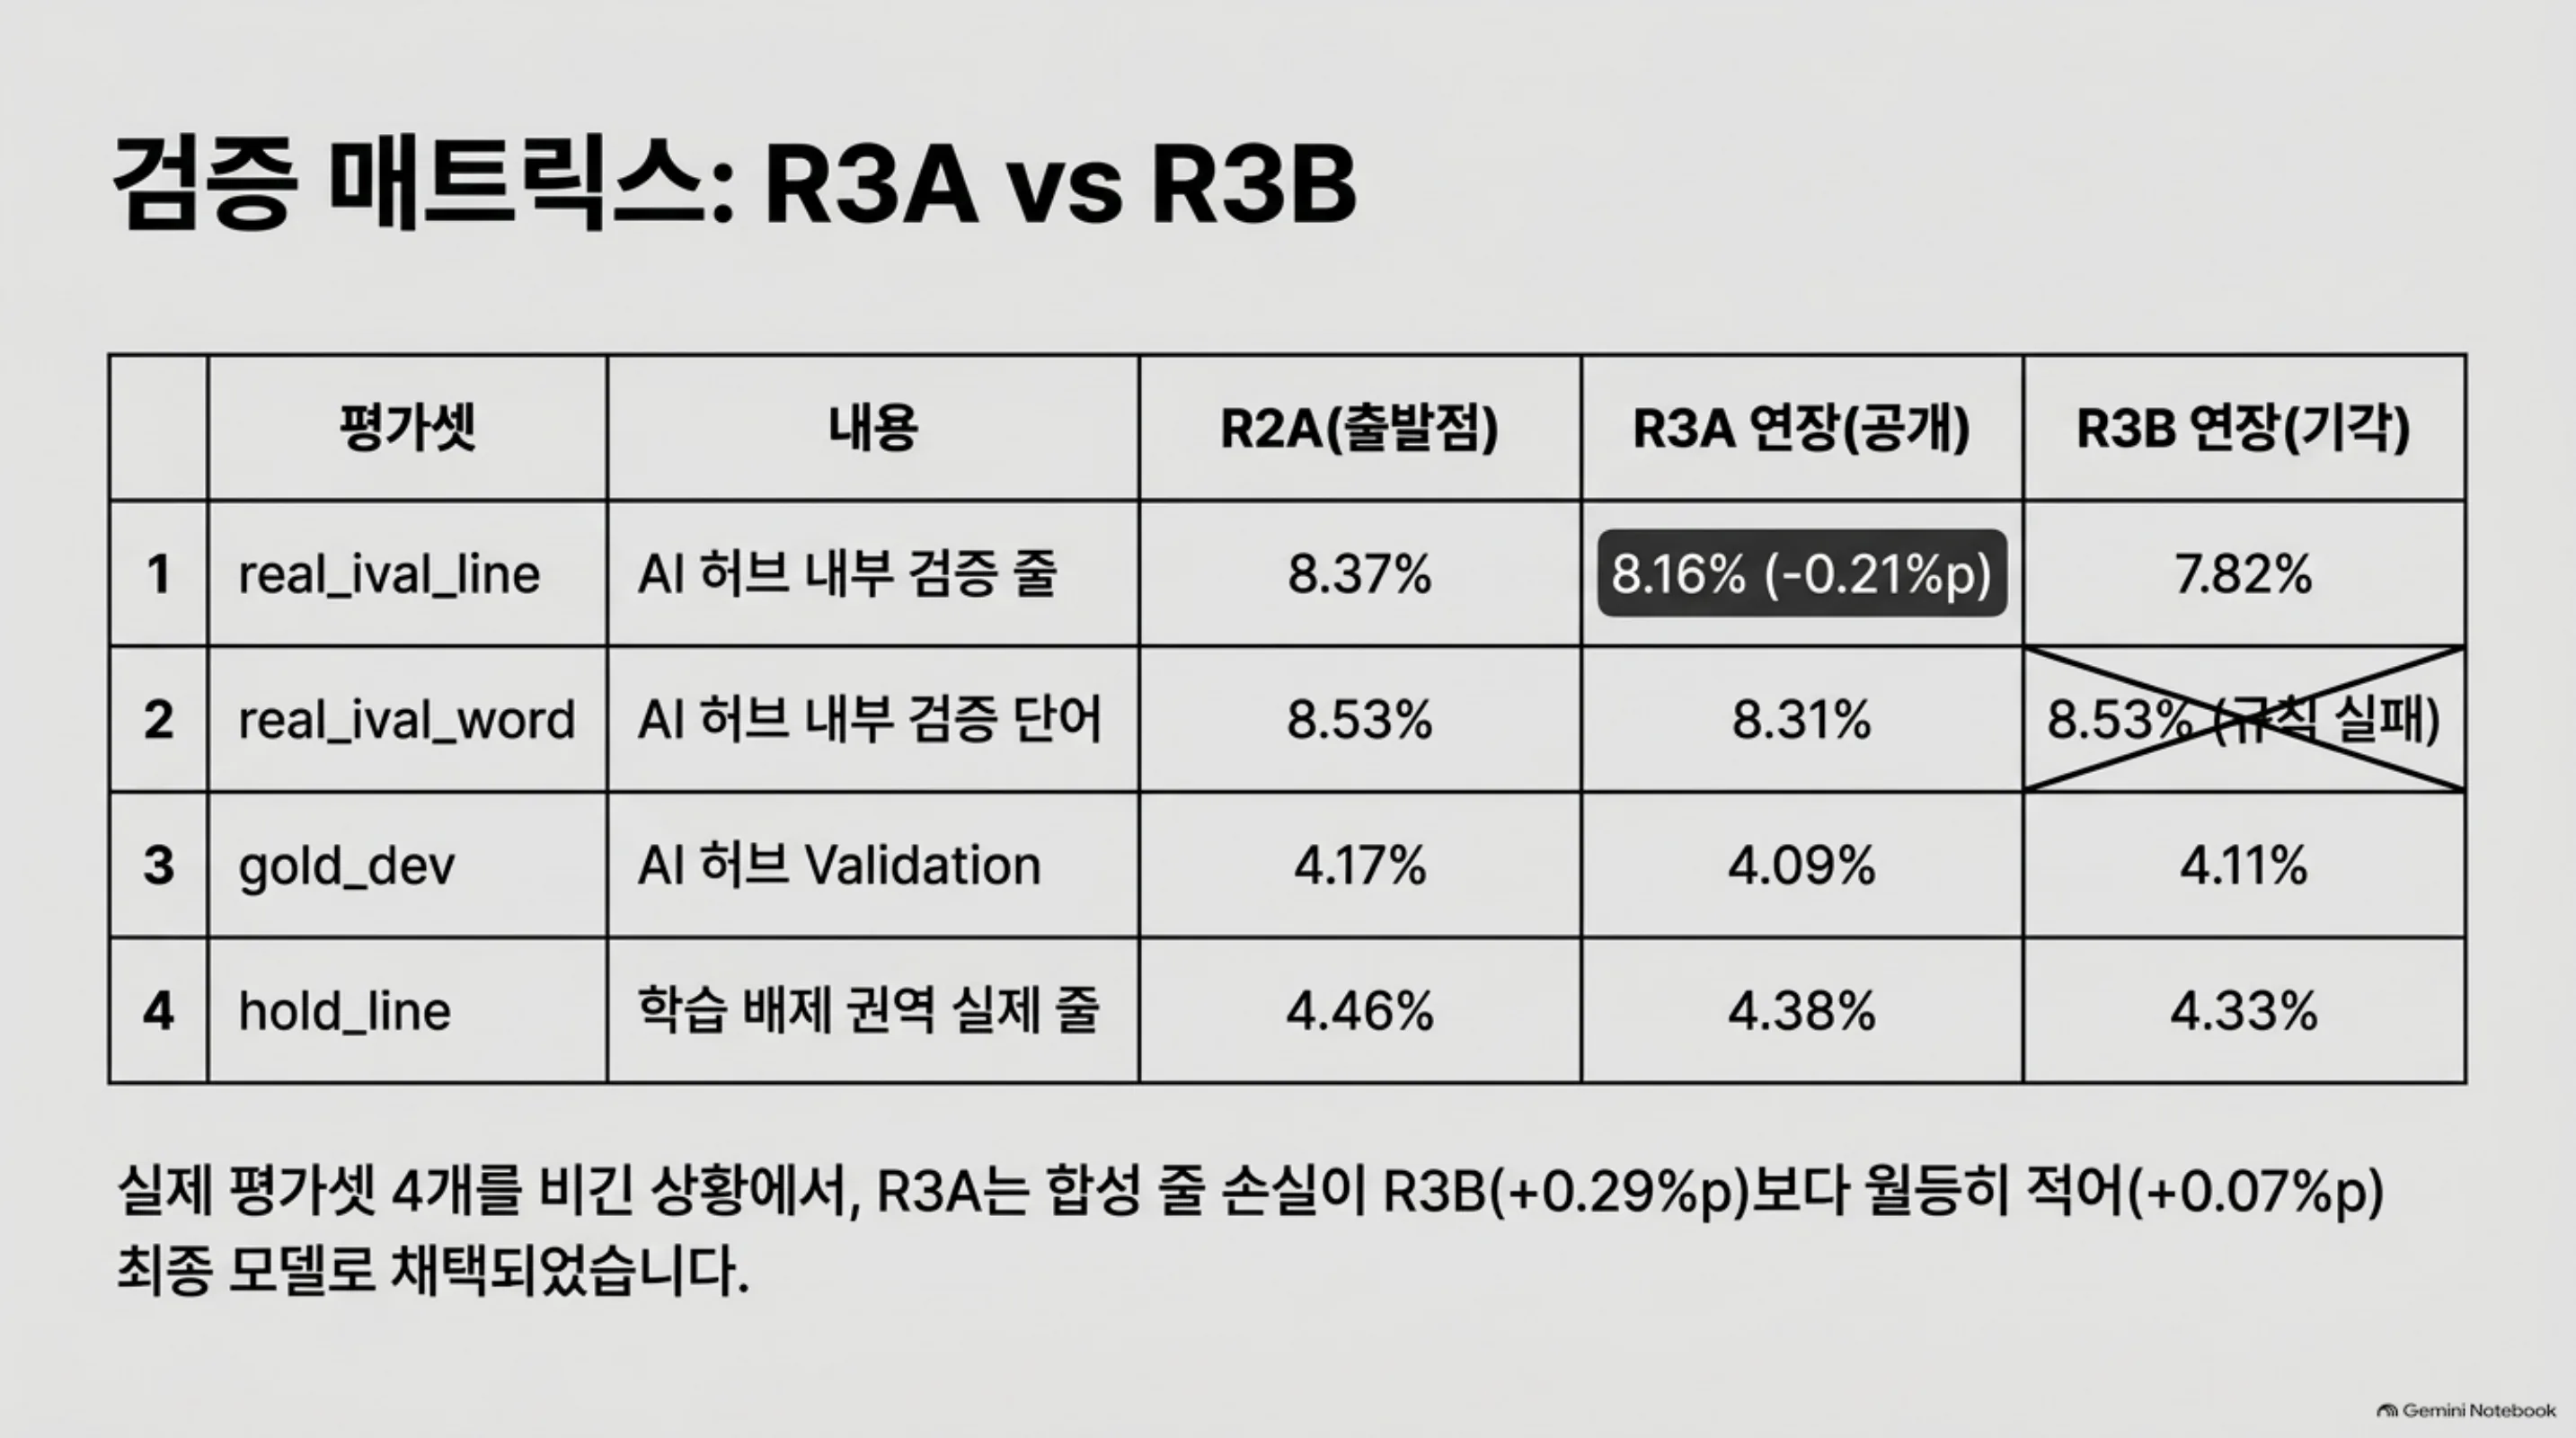 검증 매트릭스: R3A vs R3B
평가셋 내용 R2A(출발점) R3A 연장(공개) R3B 연장(기각)
1 real_ival_line AI 허브 내부 검증 줄 8.37% 8.16% (-0.21%p) 7.82%
2 real_ival_word AI 허브 내부 검증 단어 8.53% 8.31% 8.53% (규칙 실패)
3 gold_dev AI 허브 Validation 4.17% 4.09% 4.11%
4 hold_line 학습 배제 권역 실제 줄 4.46% 4.38% 4.33%
실제 평가셋 4개를 비긴 상황에서, R3A는 합성 줄 손실이 R3B(+0.29%p)보다 월등히 적어(+0.07%p)
최종 모델로 채택되었습니다.
Gemini Notebook